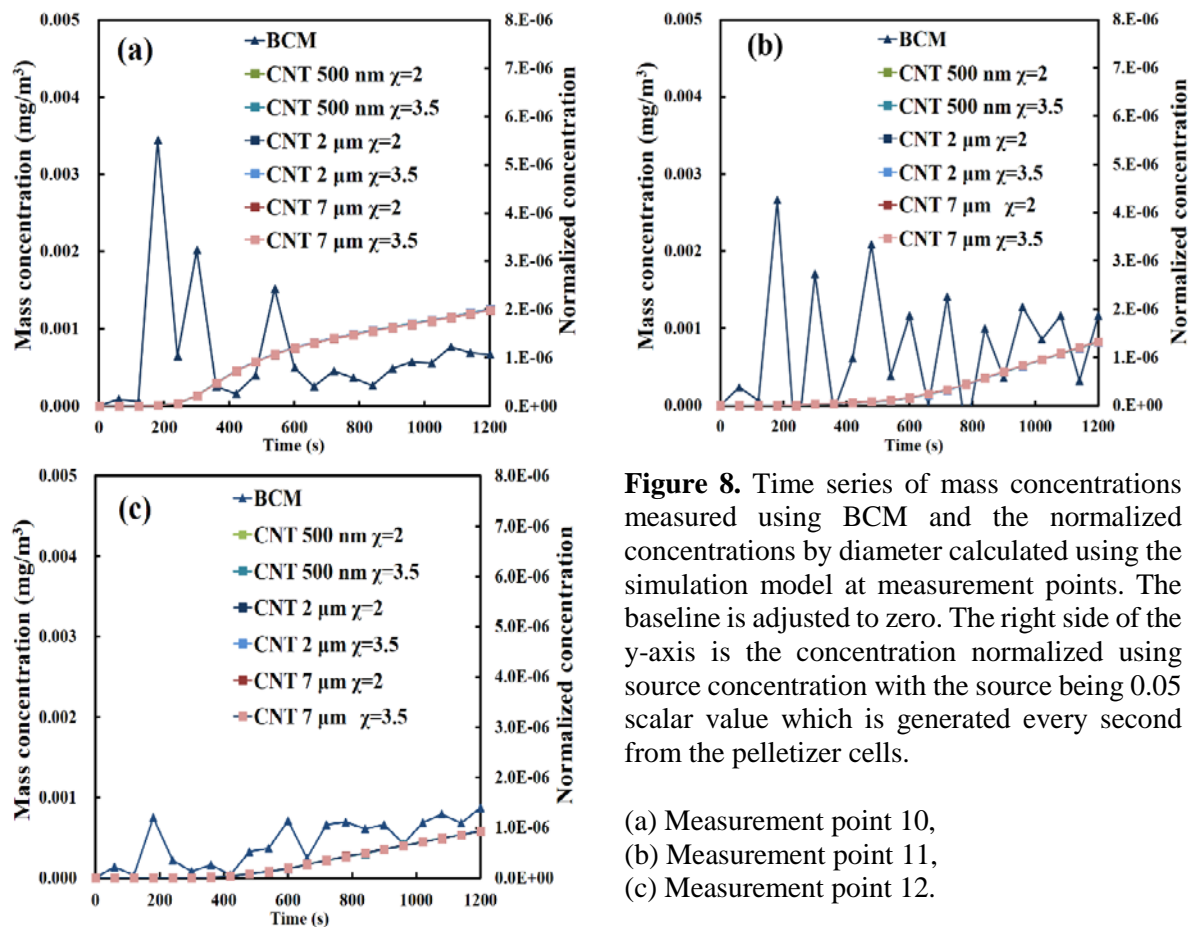 (a)
BCM
CNT 500 nm χ=2
CNT 500 nm χ=3.5
CNT 2 µm χ=2
CNT 2 µm χ=3.5
CNT 7 µm χ=2
CNT 7 µm χ=3.5
Mass concentration (mg/m³)
0.005
0.004
0.003
0.002
0.001
0.000
Normalized concentration
8.E-06
7.E-06
6.E-06
5.E-06
4.E-06
3.E-06
2.E-06
1.E-06
0.E+00
0 200 400 600 800 1000 1200
Time (s)
(b)
BCM
CNT 500 nm χ=2
CNT 500 nm χ=3.5
CNT 2 µm χ=2
CNT 2 µm χ=3.5
CNT 7 µm χ=2
CNT 7 µm χ=3.5
Mass concentration (mg/m³)
0.005
0.004
0.003
0.002
0.001
0.000
Normalized concentration
8.E-06
7.E-06
6.E-06
5.E-06
4.E-06
3.E-06
2.E-06
1.E-06
0.E+00
0 200 400 600 800 1000 1200
Time (s)
(c)
BCM
CNT 500 nm χ=2
CNT 500 nm χ=3.5
CNT 2 µm χ=2
CNT 2 µm χ=3.5
CNT 7 µm χ=2
CNT 7 µm χ=3.5
Mass concentration (mg/m³)
0.005
0.004
0.003
0.002
0.001
0.000
Normalized concentration
8.0E-06
7.0E-06
6.0E-06
5.0E-06
4.0E-06
3.0E-06
2.0E-06
1.0E-06
0.0E+00
0 200 400 600 800 1000 1200
Time (s)
Figure 8. Time series of mass concentrations
measured using BCM and the normalized
concentrations by diameter calculated using the
simulation model at measurement points. The
baseline is adjusted to zero. The right side of the
y-axis is the concentration normalized using
source concentration with the source being 0.05
scalar value which is generated every second
from the pelletizer cells.
(a) Measurement point 10,
(b) Measurement point 11,
(c) Measurement point 12.